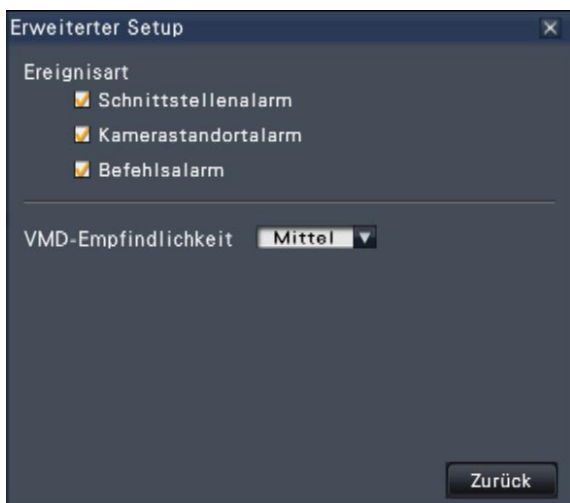 Erweiterter Setup
Ereignisart
Schnittstellenalarm
Kamerastandortalarm
Befehlsalarm
VMD-Empfindlichkeit Mittel
Zurück